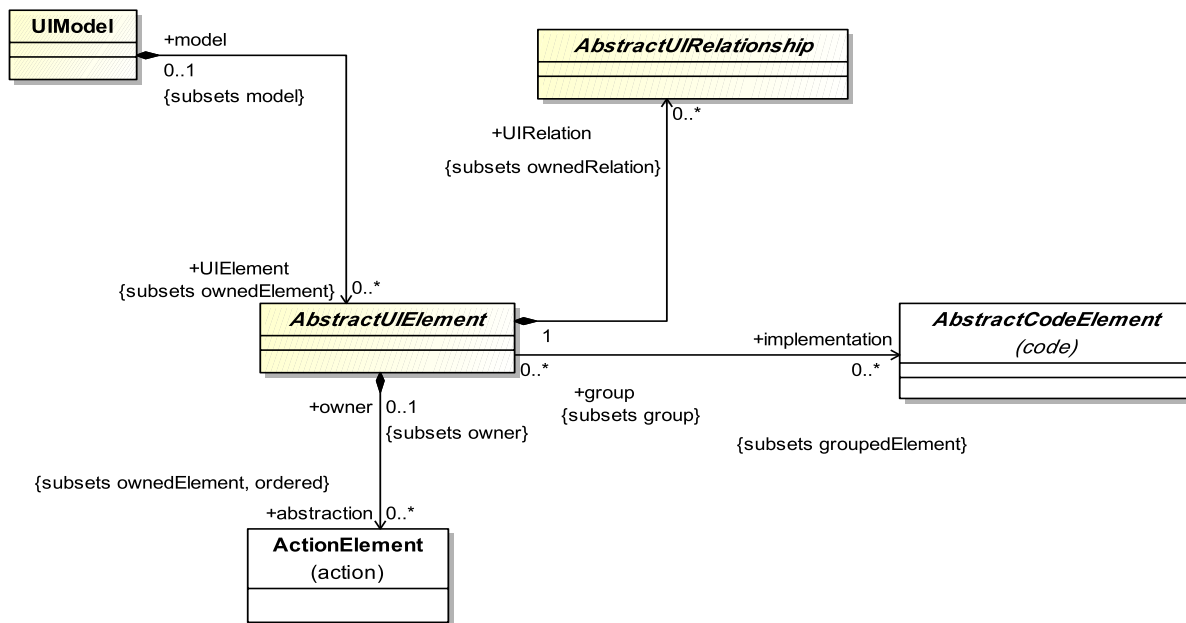 UIModel
+model
0..1
{subsets model}
AbstractUIRelationship
0..*
+UIRelation
{subsets ownedRelation}
+UIElement
{subsets ownedElement}
0..*
AbstractUIElement
1
+implementation
0..*
0..*
AbstractCodeElement
(code)
+group
{subsets group}
{subsets groupedElement}
+owner
0..1
{subsets owner}
{subsets ownedElement, ordered}
+abstraction
0..*
ActionElement
(action)